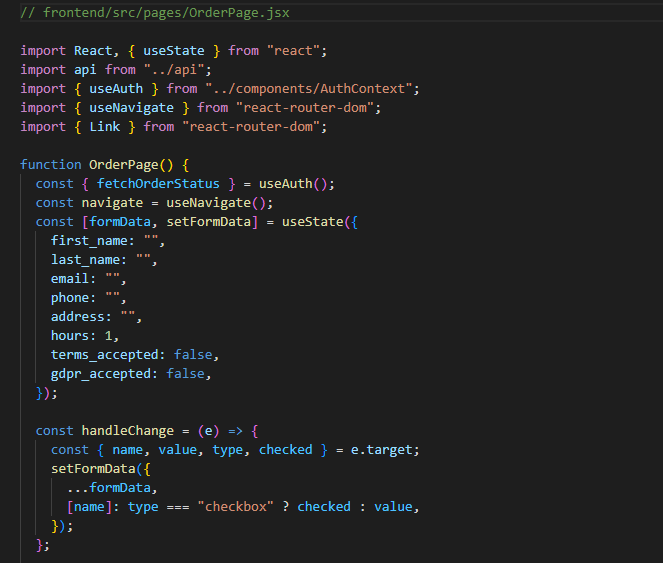 // frontend/src/pages/OrderPage.jsx
import React, { useState } from "react";
import api from "../api";
import { useAuth } from "../components/AuthContext";
import { useNavigate } from "react-router-dom";
import { Link } from "react-router-dom";
function OrderPage() {
  const { fetchOrderStatus } = useAuth();
  const navigate = useNavigate();
  const [formData, setFormData] = useState({
    first_name: "",
    last_name: "",
    email: "",
    phone: "",
    address: "",
    hours: 1,
    terms_accepted: false,
    gdpr_accepted: false,
  });
  const handleChange = (e) => {
    const { name, value, type, checked } = e.target;
    setFormData({
      ...formData,
      [name]: type === "checkbox" ? checked : value,
    });
  };